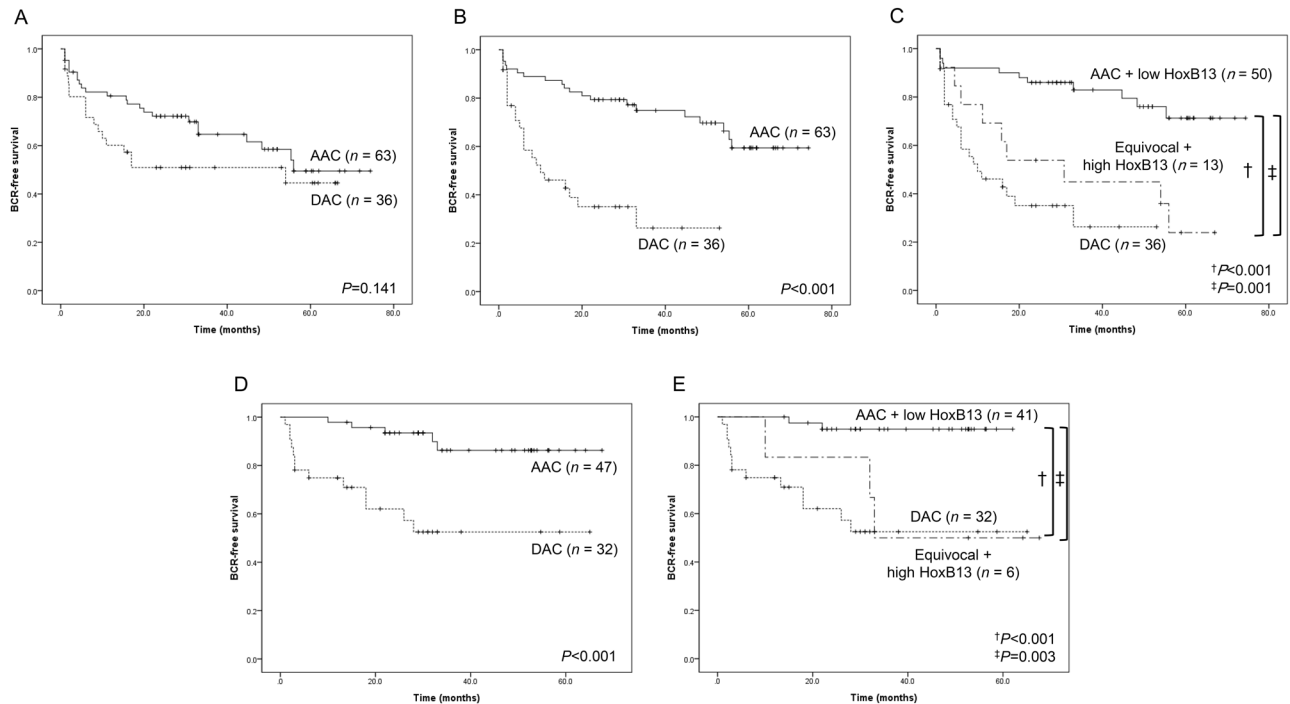 A
BCR-free survival
1.0
0.8
0.6
0.4
0.2
0.0
AAC (n = 63)
DAC (n = 36)
P=0.141
.0 20.0 40.0 60.0 80.0
Time (months)
B
BCR-free survival
1.0
0.8
0.6
0.4
0.2
0.0
AAC (n = 63)
DAC (n = 36)
P<0.001
.0 20.0 40.0 60.0 80.0
Time (months)
C
BCR-free survival
1.0
0.8
0.6
0.4
0.2
0.0
AAC + low HoxB13 (n = 50)
Equivocal +
high HoxB13 (n = 13)
† ‡
DAC (n = 36)
†P<0.001
‡P=0.001
.0 20.0 40.0 60.0 80.0
Time (months)
D
BCR-free survival
1.0
0.8
0.6
0.4
0.2
0.0
AAC (n = 47)
DAC (n = 32)
P<0.001
.0 20.0 40.0 60.0
Time (months)
E
BCR-free survival
1.0
0.8
0.6
0.4
0.2
0.0
AAC + low HoxB13 (n = 41)
† ‡
DAC (n = 32)
Equivocal +
high HoxB13 (n = 6)
†P<0.001
‡P=0.003
.0 20.0 40.0 60.0
Time (months)